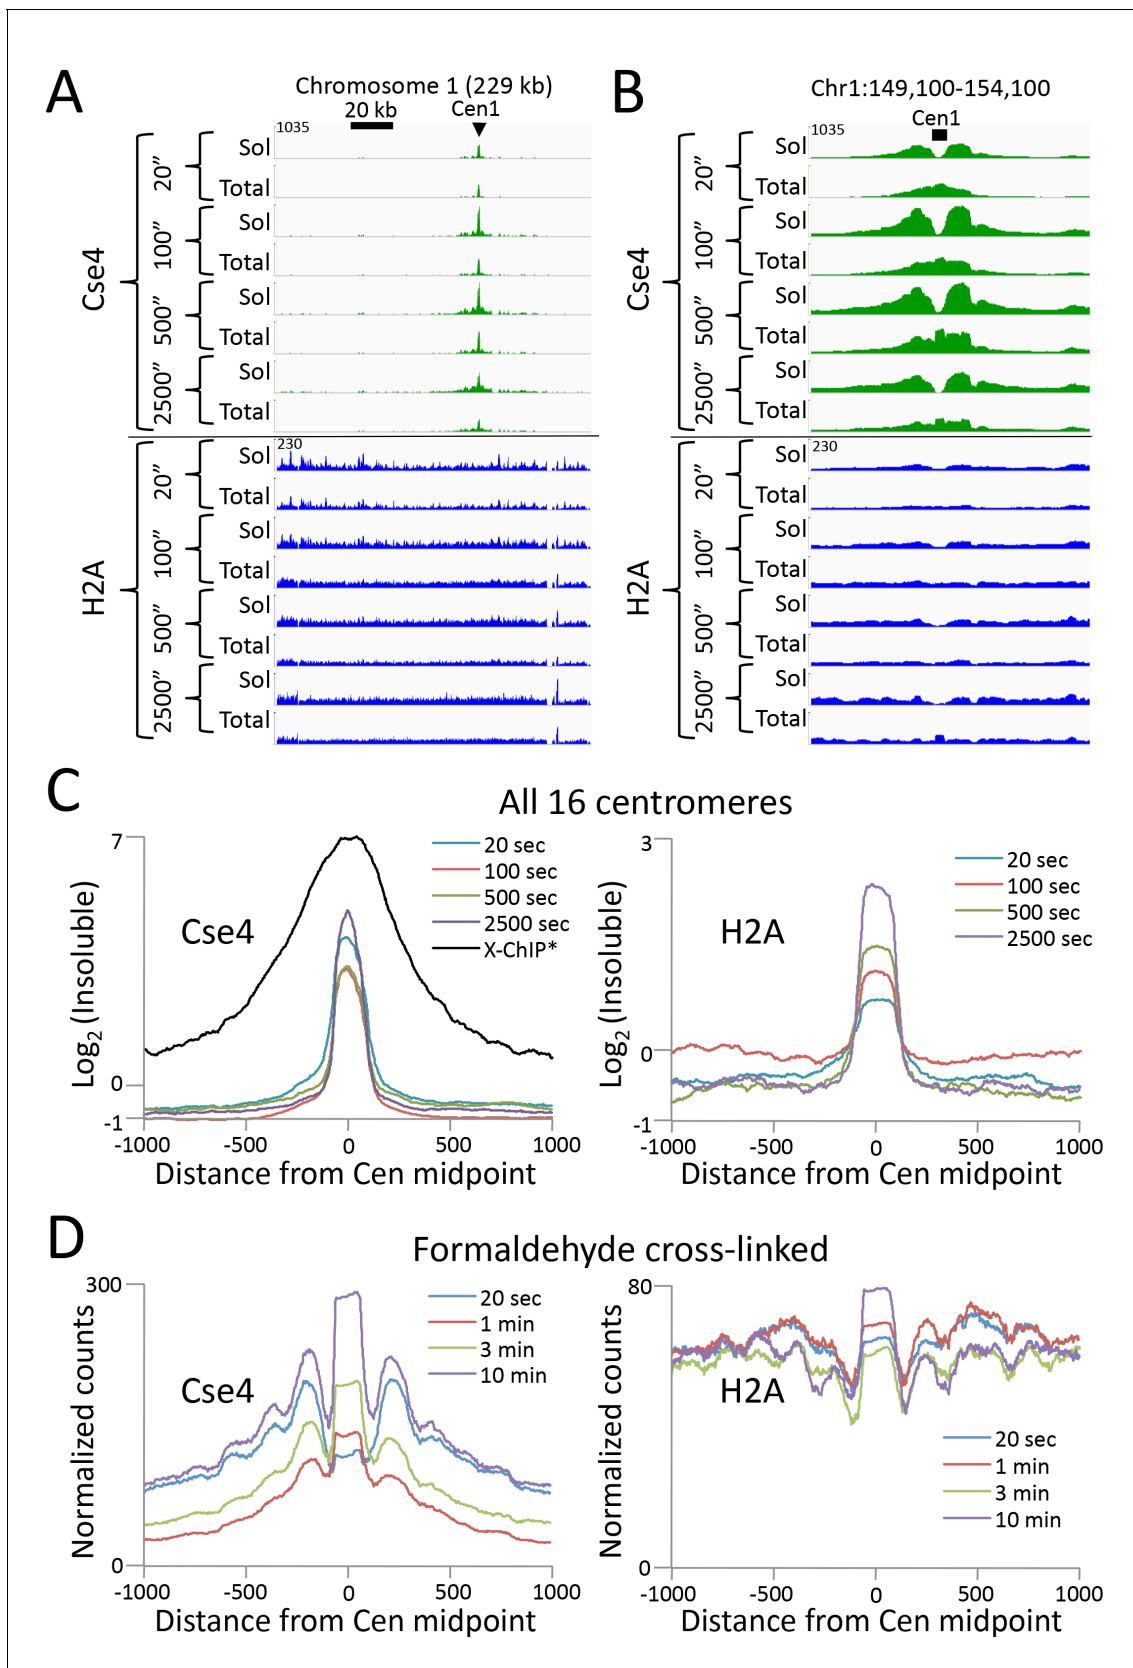 A
Chromosome 1 (229 kb)
20 kb
Cen1
1035
Cse4
20”
Sol
Total
100”
Sol
Total
500”
Sol
Total
2500”
Sol
Total
230
H2A
20”
Sol
Total
100”
Sol
Total
500”
Sol
Total
2500”
Sol
Total
B
Chr1:149,100-154,100
Cen1
1035
Cse4
20”
Sol
Total
100”
Sol
Total
500”
Sol
Total
2500”
Sol
Total
230
H2A
20”
Sol
Total
100”
Sol
Total
500”
Sol
Total
2500”
Sol
Total
C
All 16 centromeres
Log2 (Insoluble)
7
0
-1
Cse4
20 sec
100 sec
500 sec
2500 sec
X-ChIP*
-1000 -500 0 500 1000
Distance from Cen midpoint
Log2 (Insoluble)
3
0
-1
H2A
20 sec
100 sec
500 sec
2500 sec
-1000 -500 0 500 1000
Distance from Cen midpoint
D
Formaldehyde cross-linked
Normalized counts
300
0
Cse4
20 sec
1 min
3 min
10 min
-1000 -500 0 500 1000
Distance from Cen midpoint
Normalized counts
80
0
H2A
20 sec
1 min
3 min
10 min
-1000 -500 0 500 1000
Distance from Cen midpoint